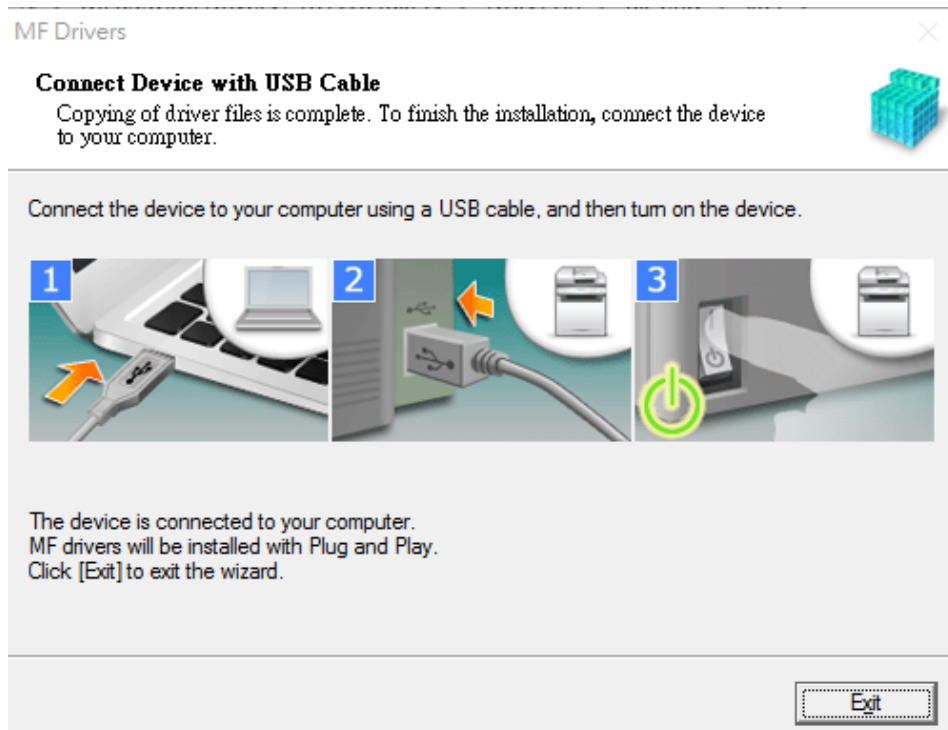 MF Drivers
Connect Device with USB Cable
Copying of driver files is complete. To finish the installation, connect the device
to your computer.
Connect the device to your computer using a USB cable, and then turn on the device.
1
2
3
The device is connected to your computer.
MF drivers will be installed with Plug and Play.
Click [Exit] to exit the wizard.
Exit